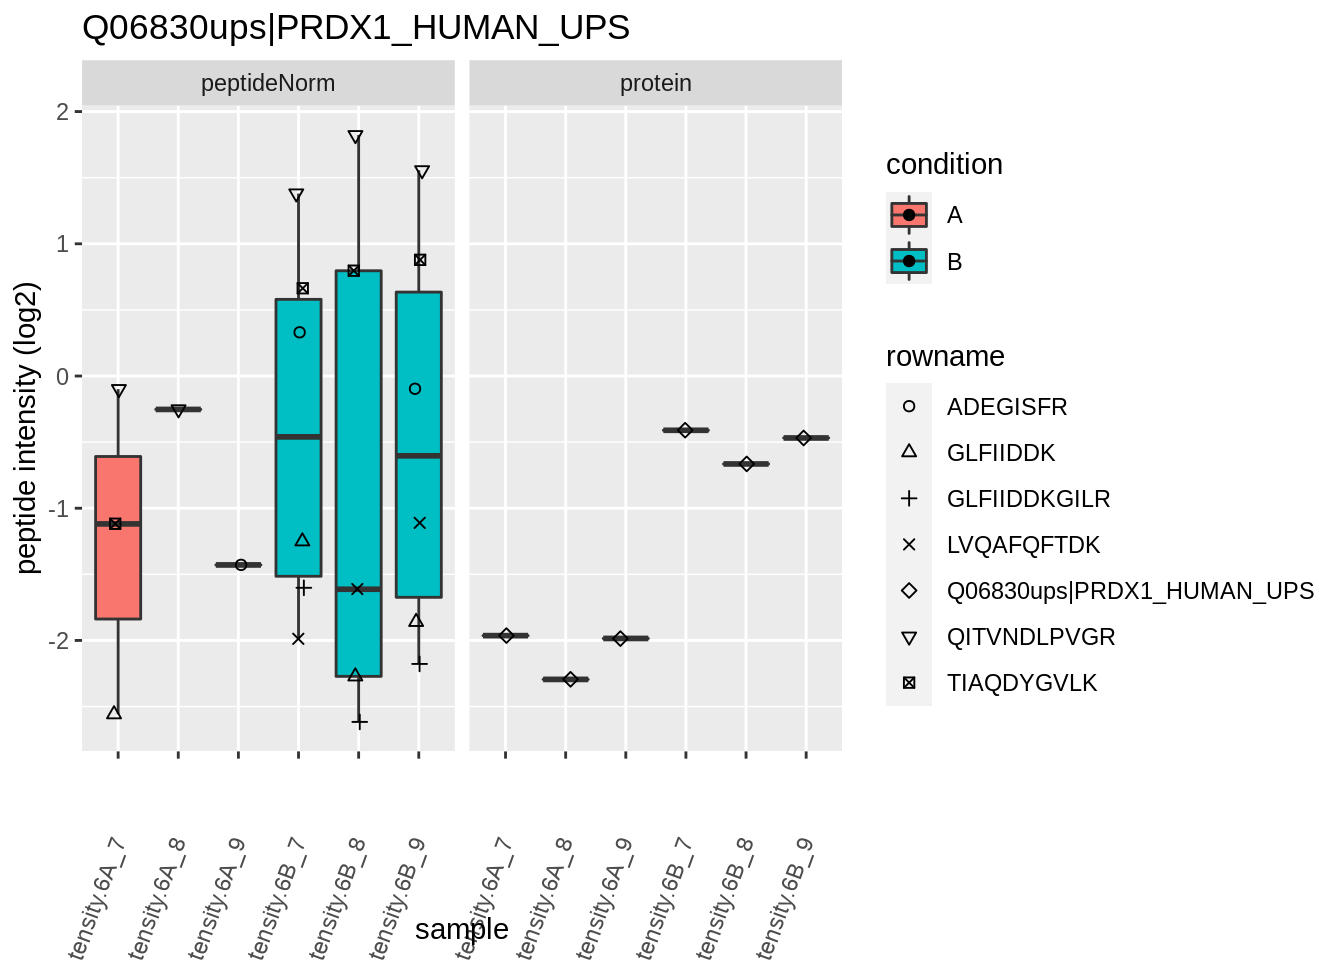 Q06830ups|PRDX1_HUMAN_UPS
peptideNorm
protein
peptide intensity (log2)
2
1
0
-1
-2
tensity.6A_7
tensity.6A_8
tensity.6A_9
tensity.6B_7
tensity.6B_8
tensity.6B_9
tensity.6A_7
tensity.6A_8
tensity.6A_9
tensity.6B_7
tensity.6B_8
tensity.6B_9
sample
condition
A
B
rowname
ADEGISFR
GLFIIDDK
GLFIIDDKGILR
LVQAFQFTDK
Q06830ups|PRDX1_HUMAN_UPS
QITVNDLPVGR
TIAQDYGVLK